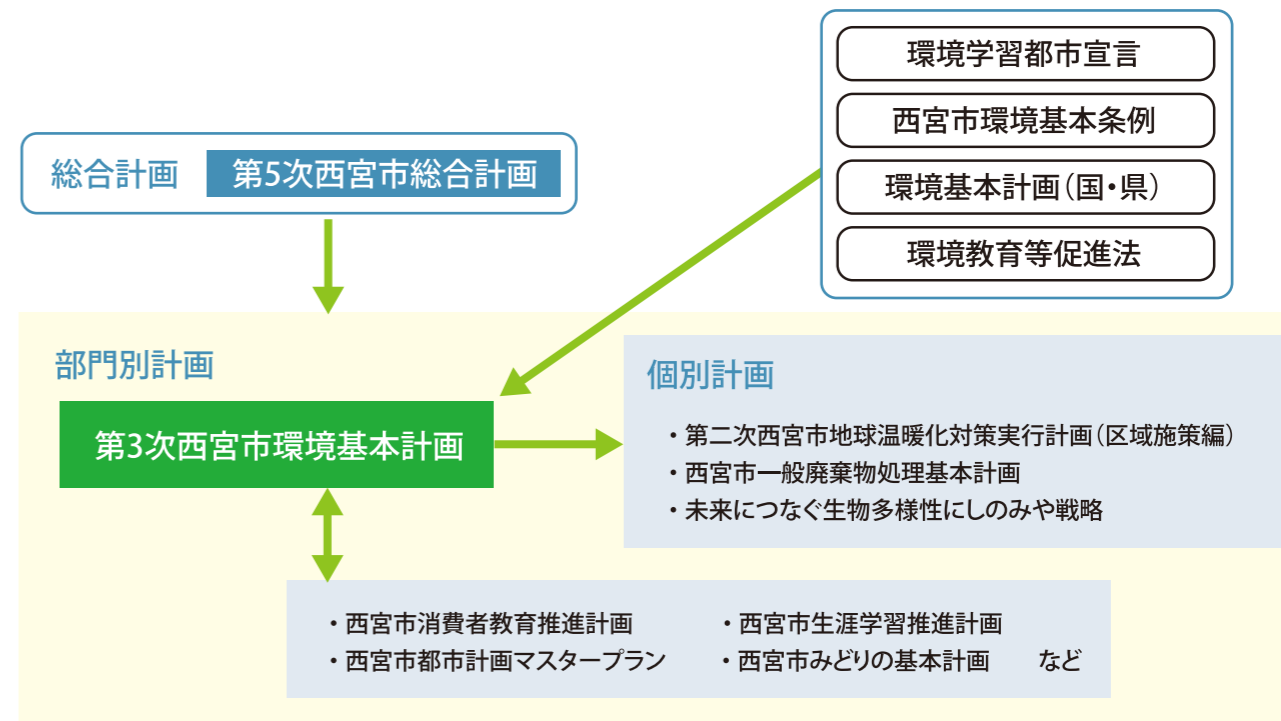 環境学習都市宣言
西宮市環境基本条例
環境基本計画（国・県）
環境教育等促進法
総合計画 第5次西宮市総合計画
部門別計画
第3次西宮市環境基本計画
個別計画
・第二次西宮市地球温暖化対策実行計画（区域施策編）
・西宮市一般廃棄物処理基本計画
・未来につなぐ生物多様性にしのみや戦略
・西宮市消費者教育推進計画 ・西宮市生涯学習推進計画
・西宮市都市計画マスタープラン ・西宮市みどりの基本計画 など